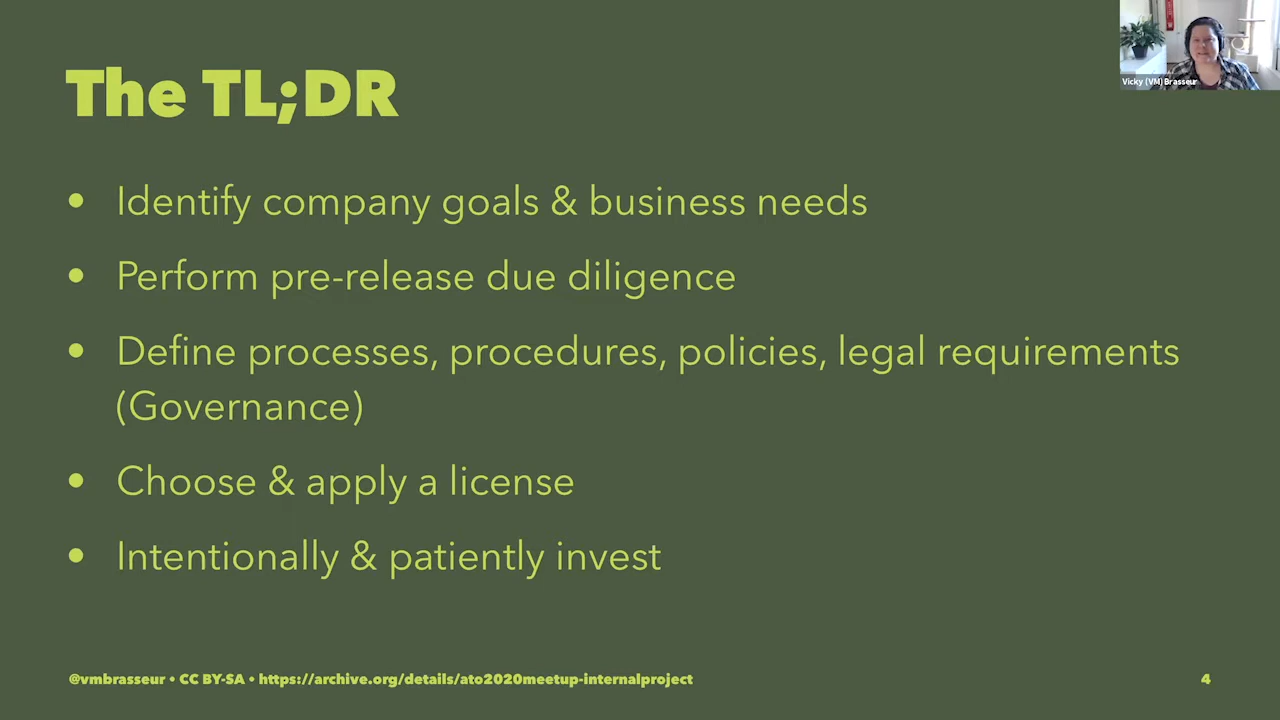 The TL;DR
Vicky (VM) Brasseur
• Identify company goals & business needs
• Perform pre-release due diligence
• Define processes, procedures, policies, legal requirements
(Governance)
• Choose & apply a license
• Intentionally & patiently invest
@vmbrasseur • CC BY-SA • https://archive.org/details/ato2020meetup-internalproject
4